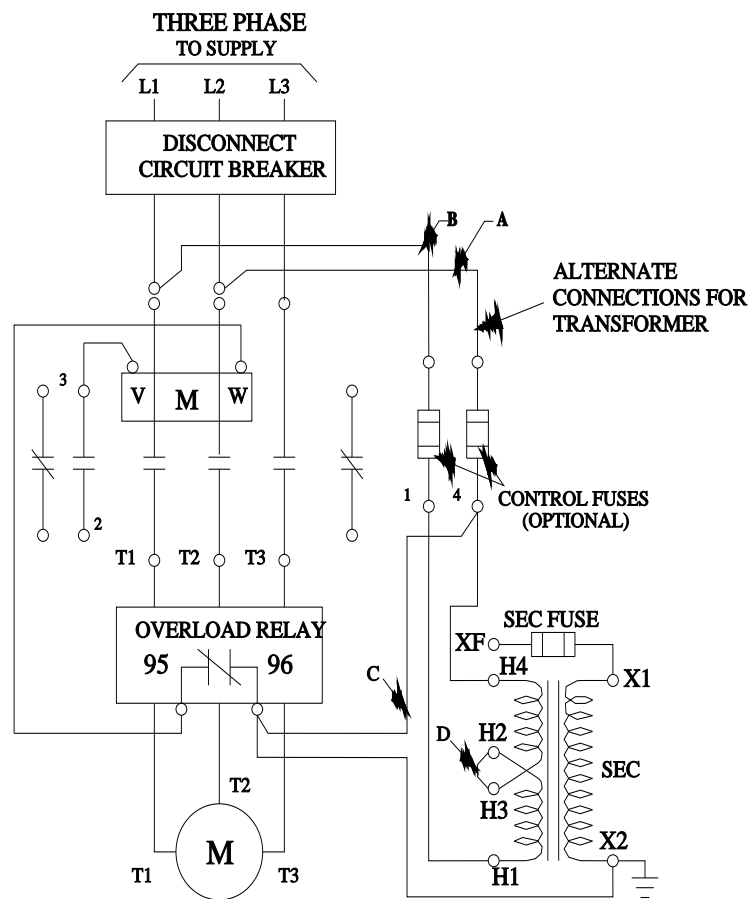 THREE PHASE
TO SUPPLY
L1 L2 L3
DISCONNECT
CIRCUIT BREAKER
B A
ALTERNATE
CONNECTIONS FOR
TRANSFORMER
3
V M W
2
1 4
CONTROL FUSES
(OPTIONAL)
T1 T2 T3
OVERLOAD RELAY
95 96
SEC FUSE
XF
H4
X1
C
D
H2
SEC
H3
T2
M
T1 T3
X2
H1